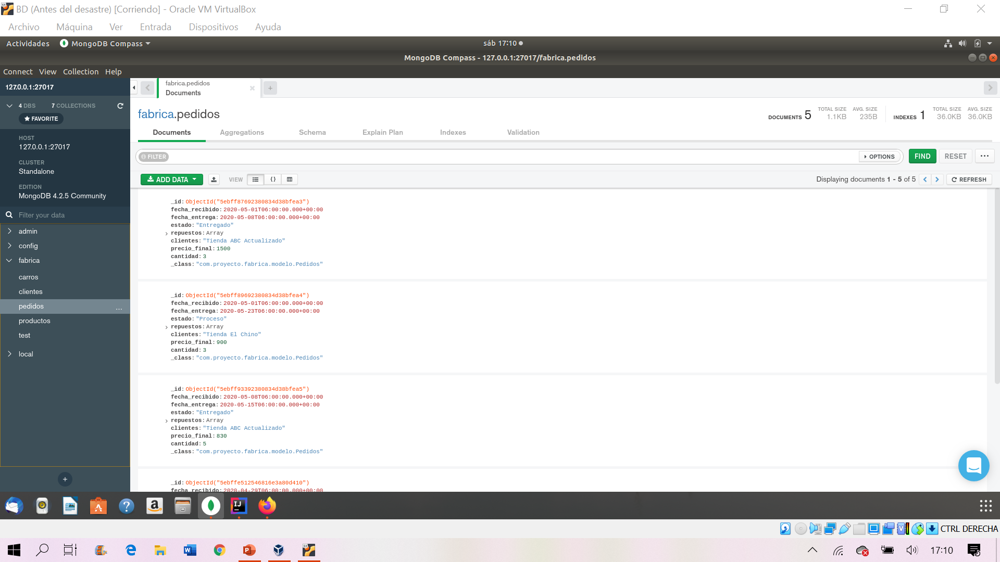 BD (Antes del desastre) [Corriendo] - Oracle VM VirtualBox
Archivo Máquina Ver Entrada Dispositivos Ayuda
Actividades MongoDB Compass sáb 17:10
MongoDB Compass - 127.0.0.1:27017/fabrica.pedidos
Connect View Collection Help
127.0.0.1:27017
4 DBS 7 COLLECTIONS
FAVORITE
HOST
127.0.0.1:27017
CLUSTER
Standalone
EDITION
MongoDB 4.2.5 Community
Filter your data
admin
config
fabrica
carros
clientes
pedidos ...
productos
test
local
fabrica.pedidos
Documents
fabrica.pedidos
DOCUMENTS 5 TOTAL SIZE 1.1KB AVG. SIZE 235B INDEXES 1 TOTAL SIZE 36.0KB AVG. SIZE 36.0KB
Documents Aggregations Schema Explain Plan Indexes Validation
FILTER OPTIONS FIND RESET ...
ADD DATA VIEW {} Displaying documents 1 - 5 of 5 REFRESH
_id: ObjectId("5ebff87692380834d38bfea3")
fecha_recibido: 2020-05-01T06:00:00.000+00:00
fecha_entrega: 2020-05-08T06:00:00.000+00:00
estado: "Entregado"
repuestos: Array
clientes: "Tienda ABC Actualizado"
precio_final: 1500
cantidad: 3
_class: "com.proyecto.fabrica.modelo.Pedidos"
_id: ObjectId("5ebff89692380834d38bfea4")
fecha_recibido: 2020-05-01T06:00:00.000+00:00
fecha_entrega: 2020-05-23T06:00:00.000+00:00
estado: "Proceso"
repuestos: Array
clientes: "Tienda El Chino"
precio_final: 900
cantidad: 3
_class: "com.proyecto.fabrica.modelo.Pedidos"
_id: ObjectId("5ebff93392380834d38bfea5")
fecha_recibido: 2020-05-08T06:00:00.000+00:00
fecha_entrega: 2020-05-15T06:00:00.000+00:00
estado: "Entregado"
repuestos: Array
clientes: "Tienda ABC Actualizado"
precio_final: 830
cantidad: 5
_class: "com.proyecto.fabrica.modelo.Pedidos"
_id: ObjectId("5ebffe512546816e3a80d410")
fecha_recibido: 2020-04-29T06:00:00.000+00:00
CTRL DERECHA
17:10